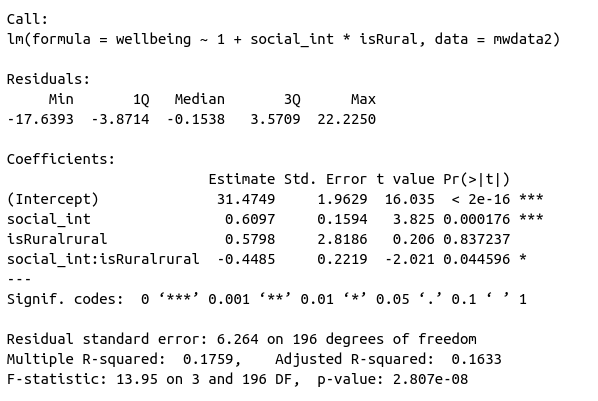 Call:
lm(formula = wellbeing ~ 1 + social_int * isRural, data = mwdata2)
Residuals:
Min 1Q Median 3Q Max
-17.6393 -3.8714 -0.1538 3.5709 22.2250
Coefficients:
Estimate Std. Error t value Pr(>|t|)
(Intercept) 31.4749 1.9629 16.035 < 2e-16 ***
social_int 0.6097 0.1594 3.825 0.000176 ***
isRuralrural 0.5798 2.8186 0.206 0.837237
social_int:isRuralrural -0.4485 0.2219 -2.021 0.044596 *
---
Signif. codes: 0 ‘***’ 0.001 ‘**’ 0.01 ‘*’ 0.05 ‘.’ 0.1 ‘ ’ 1
Residual standard error: 6.264 on 196 degrees of freedom
Multiple R-squared: 0.1759, Adjusted R-squared: 0.1633
F-statistic: 13.95 on 3 and 196 DF, p-value: 2.807e-08